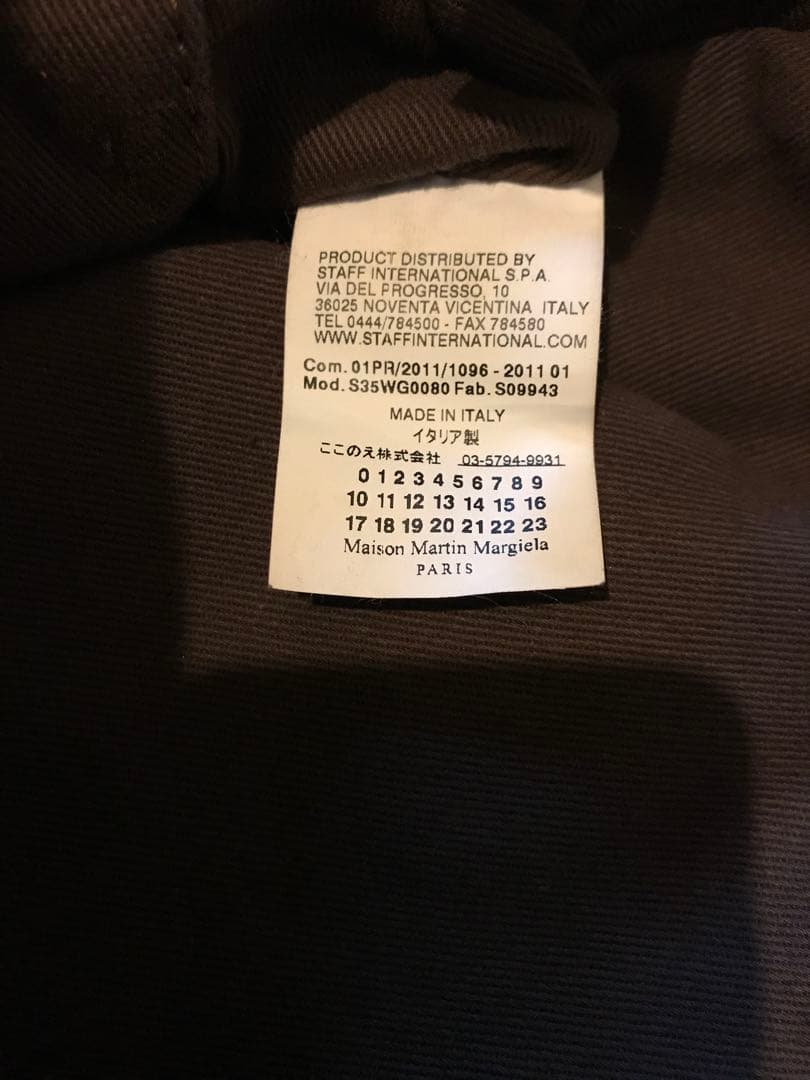 PRODUCT DISTRIBUTED BY
STAFF INTERNATIONAL S.P.A.
VIA DEL PROGRESSO, 10
36025 NOVENTA VICENTINA ITALY
TEL 0444/784500 - FAX 784580
WWW.STAFFINTERNATIONAL.COM
Com. 01PR/2011/1096 - 2011 01
Mod. S35WG0080 Fab. S09943
MADE IN ITALY
イタリア製
ここのえ株式会社 03-5794-9931
0 1 2 3 4 5 6 7 8 9
10 11 12 13 14 15 16
17 18 19 20 21 22 23
Maison Martin Margiela
PARIS